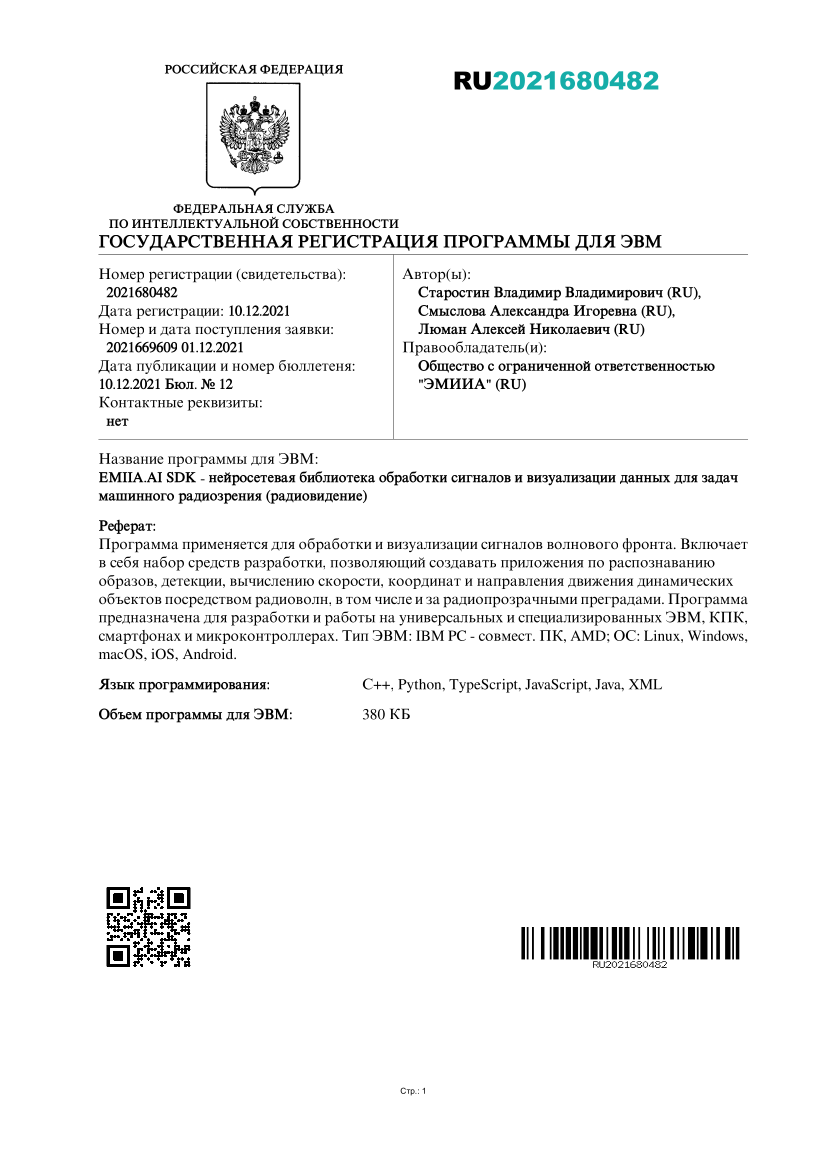 РОССИЙСКАЯ ФЕДЕРАЦИЯ
RU2021680482
ФЕДЕРАЛЬНАЯ СЛУЖБА
ПО ИНТЕЛЛЕКТУАЛЬНОЙ СОБСТВЕННОСТИ
ГОСУДАРСТВЕННАЯ РЕГИСТРАЦИЯ ПРОГРАММЫ ДЛЯ ЭВМ
Номер регистрации (свидетельства):
2021680482
Дата регистрации: 10.12.2021
Номер и дата поступления заявки:
2021669609 01.12.2021
Дата публикации и номер бюллетеня:
10.12.2021 Бюл. № 12
Контактные реквизиты:
нет
Автор(ы):
Старостин Владимир Владимирович (RU),
Смыслова Александра Игоревна (RU),
Люман Алексей Николаевич (RU)
Правообладатель(и):
Общество с ограниченной ответственностью
"ЭМИИА" (RU)
Название программы для ЭВМ:
EMIIA.AI SDK - нейросетевая библиотека обработки сигналов и визуализации данных для задач
машинного радиозрения (радиовидение)
Реферат:
Программа применяется для обработки и визуализации сигналов волнового фронта. Включает
в себя набор средств разработки, позволяющий создавать приложения по распознаванию
образов, детекции, вычислению скорости, координат и направления движения динамических
объектов посредством радиоволн, в том числе и за радиопрозрачными преградами. Программа
предназначена для разработки и работы на универсальных и специализированных ЭВМ, КПК,
смартфонах и микроконтроллерах. Тип ЭВМ: IBM PC - совмест. ПК, AMD; ОС: Linux, Windows,
macOS, iOS, Android.
Язык программирования: C++, Python, TypeScript, JavaScript, Java, XML
Объем программы для ЭВМ: 380 КБ
RU2021680482
Стр.: 1